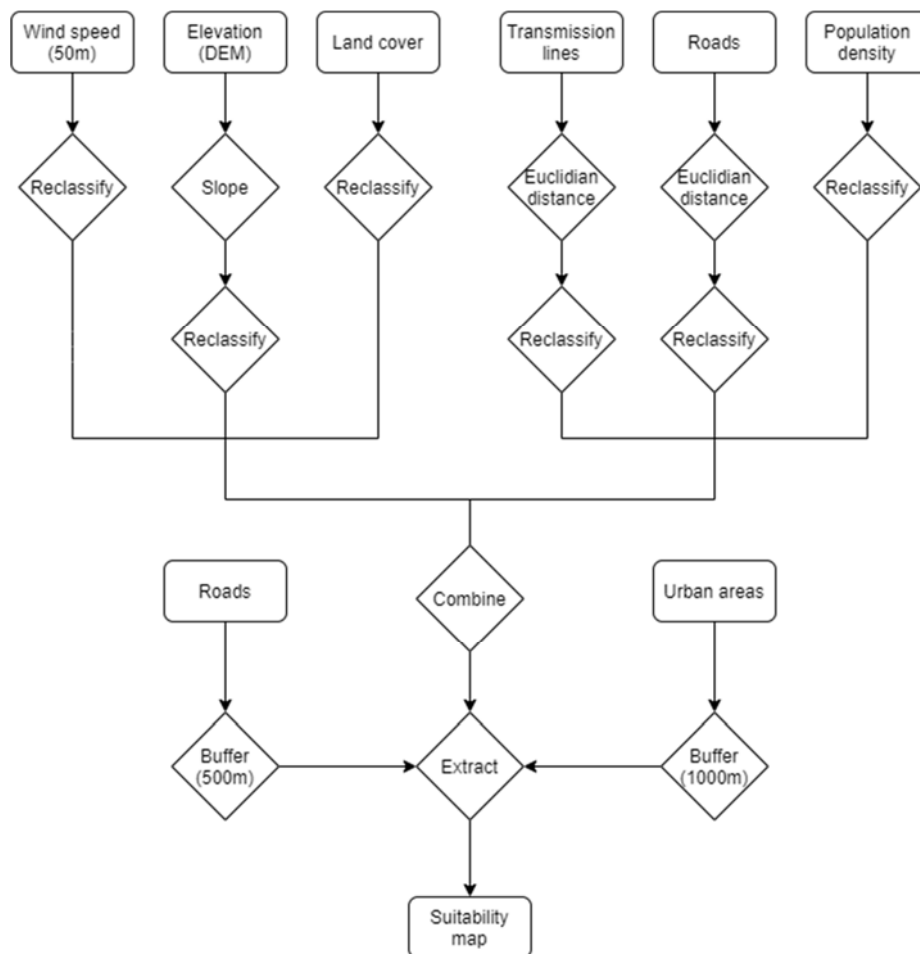 Wind speed
(50m)
Elevation
(DEM)
Land cover
Transmission
lines
Roads
Population
density
Reclassify
Slope
Reclassify
Euclidian
distance
Euclidian
distance
Reclassify
Reclassify
Reclassify
Reclassify
Roads
Combine
Urban areas
Buffer
(500m)
Extract
Buffer
(1000m)
Suitability
map